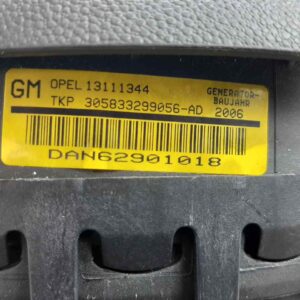 GM OPEL 13111344 GENERATOR-
BAUJAHR
TKP 305833299056-AD 2006
DAN62901018